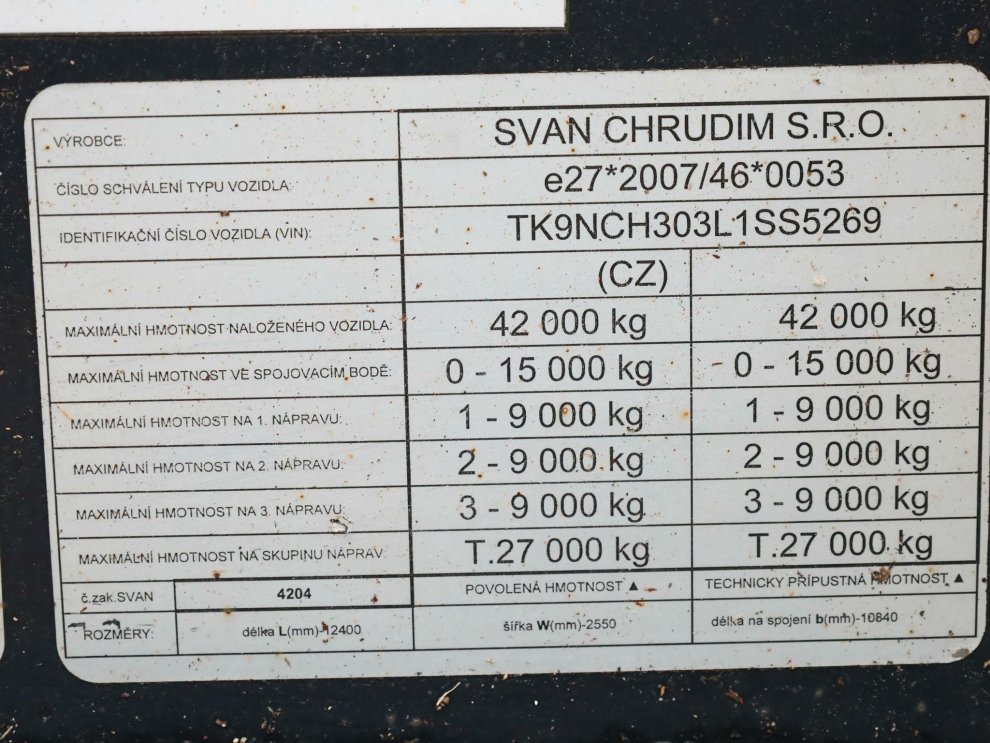 VÝROBCE: SVAN CHRUDIM S.R.O.
ČÍSLO SCHVÁLENÍ TYPU VOZIDLA: e27*2007/46*0053
IDENTIFIKAČNÍ ČÍSLO VOZIDLA (VIN): TK9NCH303L1SS5269
(CZ)
MAXIMÁLNÍ HMOTNOST NALOŽENÉHO VOZIDLA: 42 000 kg 42 000 kg
MAXIMÁLNÍ HMOTNOST VE SPOJOVACÍM BODĚ: 0 - 15 000 kg 0 - 15 000 kg
MAXIMÁLNÍ HMOTNOST NA 1. NÁPRAVU: 1 - 9 000 kg 1 - 9 000 kg
MAXIMÁLNÍ HMOTNOST NA 2. NÁPRAVU: 2 - 9 000 kg 2 - 9 000 kg
MAXIMÁLNÍ HMOTNOST NA 3. NÁPRAVU: 3 - 9 000 kg 3 - 9 000 kg
MAXIMÁLNÍ HMOTNOST NA SKUPINU NÁPRAV T.27 000 kg T.27 000 kg
č.zak.SVAN 4204 POVOLENÁ HMOTNOST ▲ TECHNICKY PŘÍPUSTNÁ HMOTNOST ▲
ROZMĚRY: délka L(mm)-12400 šířka W(mm)-2550 délka na spojení b(mm)-10840